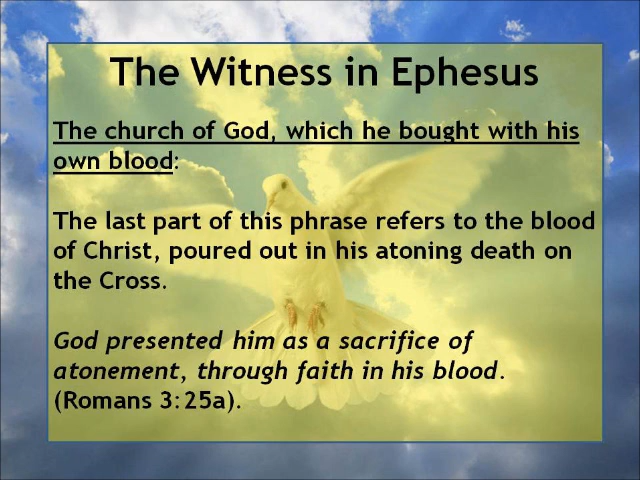 The Witness in Ephesus
The church of God, which he bought with his
own blood:
The last part of this phrase refers to the blood
of Christ, poured out in his atoning death on
the Cross.
God presented him as a sacrifice of
atonement, through faith in his blood.
(Romans 3:25a).